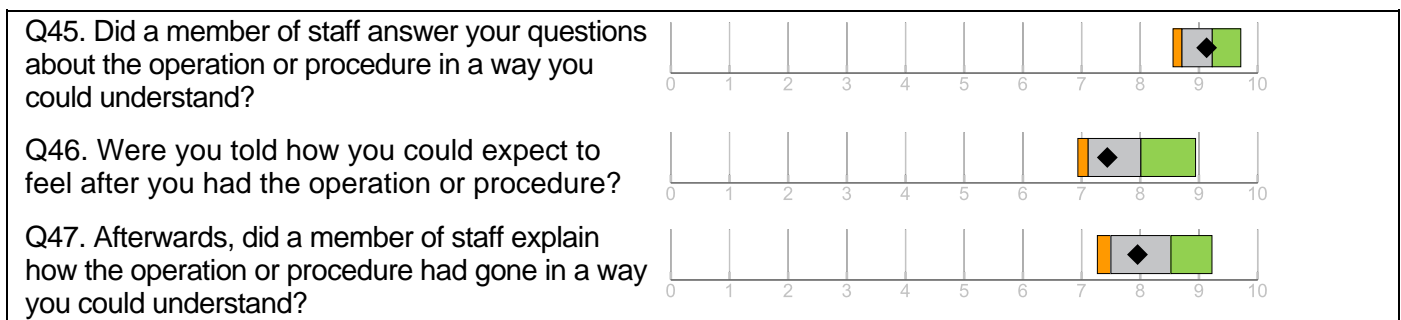 Q45. Did a member of staff answer your questions
about the operation or procedure in a way you
could understand?
0 1 2 3 4 5 6 7 8 9 10
Q46. Were you told how you could expect to
feel after you had the operation or procedure?
0 1 2 3 4 5 6 7 8 9 10
Q47. Afterwards, did a member of staff explain
how the operation or procedure had gone in a way
you could understand?
0 1 2 3 4 5 6 7 8 9 10